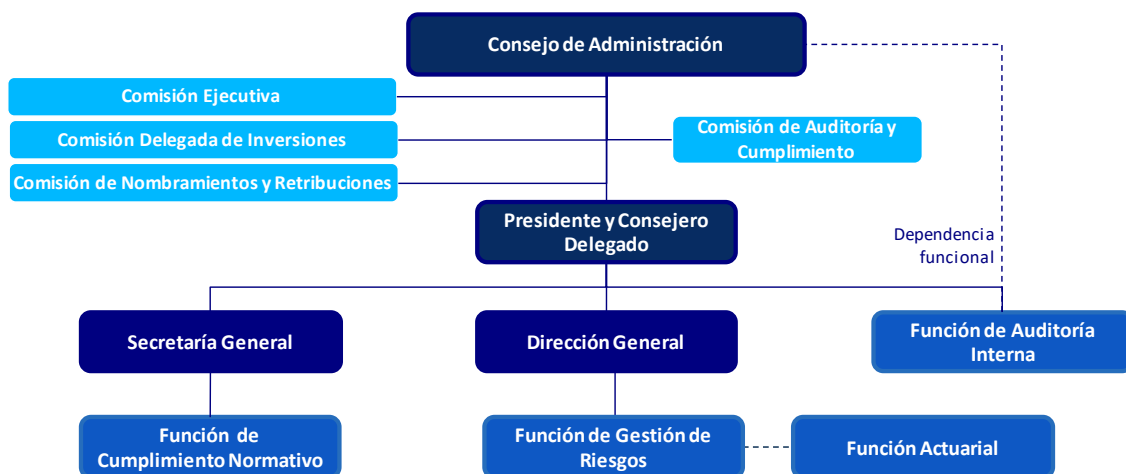 Consejo de Administración
Comisión Ejecutiva
Comisión Delegada de Inversiones
Comisión de Auditoría y
Cumplimiento
Comisión de Nombramientos y Retribuciones
Presidente y Consejero
Delegado
Dependencia
funcional
Secretaría General
Dirección General
Función de Auditoría
Interna
Función de
Cumplimiento Normativo
Función de Gestión de
Riesgos
Función Actuarial